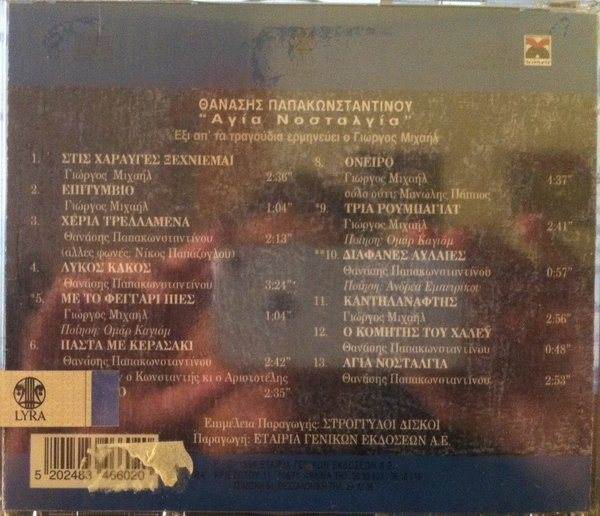 ΘΑΝΑΣΗΣ ΠΑΠΑΚΩΝΣΤΑΝΤΙΝΟΥ
"Αγία Νοσταλγία"
Έξι απ' τα τραγούδια ερμηνεύει ο Γιώργος Μιχαήλ
1. ΣΤΙΣ ΧΑΡΑΥΓΕΣ ΞΕΧΝΙΕΜΑΙ
Γιώργος Μιχαήλ 2:36"
2. ΕΠΙΤΥΜΒΙΟ
Γιώργος Μιχαήλ 1:04"
3. ΧΕΡΙΑ ΤΡΕΛΛΑΜΕΝΑ
Θανάσης Παπακωνσταντίνου 2:13"
(άλλες φωνές: Νίκος Παπάζογλου)
4. ΛΥΚΟΣ ΚΑΚΟΣ
Θανάσης Παπακωνσταντίνου 3:24"
*5. ΜΕ ΤΟ ΦΕΓΓΑΡΙ ΠΙΕΣ
Γιώργος Μιχαήλ 1:04"
Ποίηση: Ομάρ Καγιάμ
6. ΠΑΣΤΑ ΜΕ ΚΕΡΑΣΑΚΙ
Θανάσης Παπακωνσταντίνου 2:42"
ο Κωνσταντής κι ο Αριστοτέλης
2:35"
8. ΟΝΕΙΡΟ
Γιώργος Μιχαήλ 4:37"
σόλο ούτι: Μανώλης Πάππος
*9. ΤΡΙΑ ΡΟΥΜΠΑΓΙΑΤ
Γιώργος Μιχαήλ 2:41"
Ποίηση: Ομάρ Καγιάμ
**10. ΔΙΑΦΑΝΕΣ ΑΥΛΑΙΕΣ
Θανάσης Παπακωνσταντίνου 0:57"
Ποίηση: Ανδρέα Εμπειρίκου
11. ΚΑΝΤΗΛΑΝΑΦΤΗΣ
Γιώργος Μιχαήλ 2:56"
12. Ο ΚΟΜΗΤΗΣ ΤΟΥ ΧΑΛΕΫ
Θανάσης Παπακωνσταντίνου 0:48"
13. ΑΓΙΑ ΝΟΣΤΑΛΓΙΑ
Θανάσης Παπακωνσταντίνου 2:53"
LYRA
Επιμέλεια Παραγωγής: ΣΤΡΟΓΓΥΛΟΙ ΔΙΣΚΟΙ
Παραγωγή: ΕΤΑΙΡΙΑ ΓΕΝΙΚΩΝ ΕΚΔΟΣΕΩΝ Α.Ε.
5 202483 466020